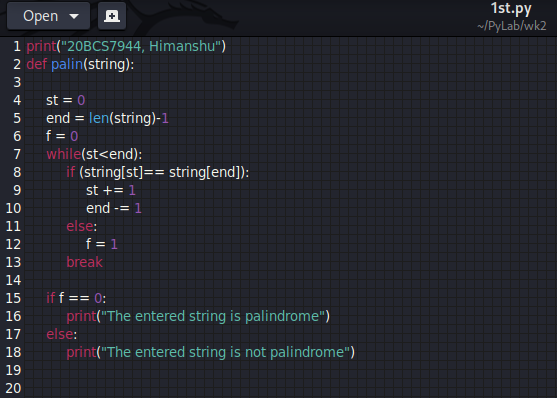 Open 1st.py
~/PyLab/wk2
1 print("20BCS7944, Himanshu")
2 def palin(string):
3
4     st = 0
5     end = len(string)-1
6     f = 0
7     while(st<end):
8         if (string[st]== string[end]):
9             st += 1
10             end -= 1
11         else:
12             f = 1
13         break
14
15     if f == 0:
16         print("The entered string is palindrome")
17     else:
18         print("The entered string is not palindrome")
19
20